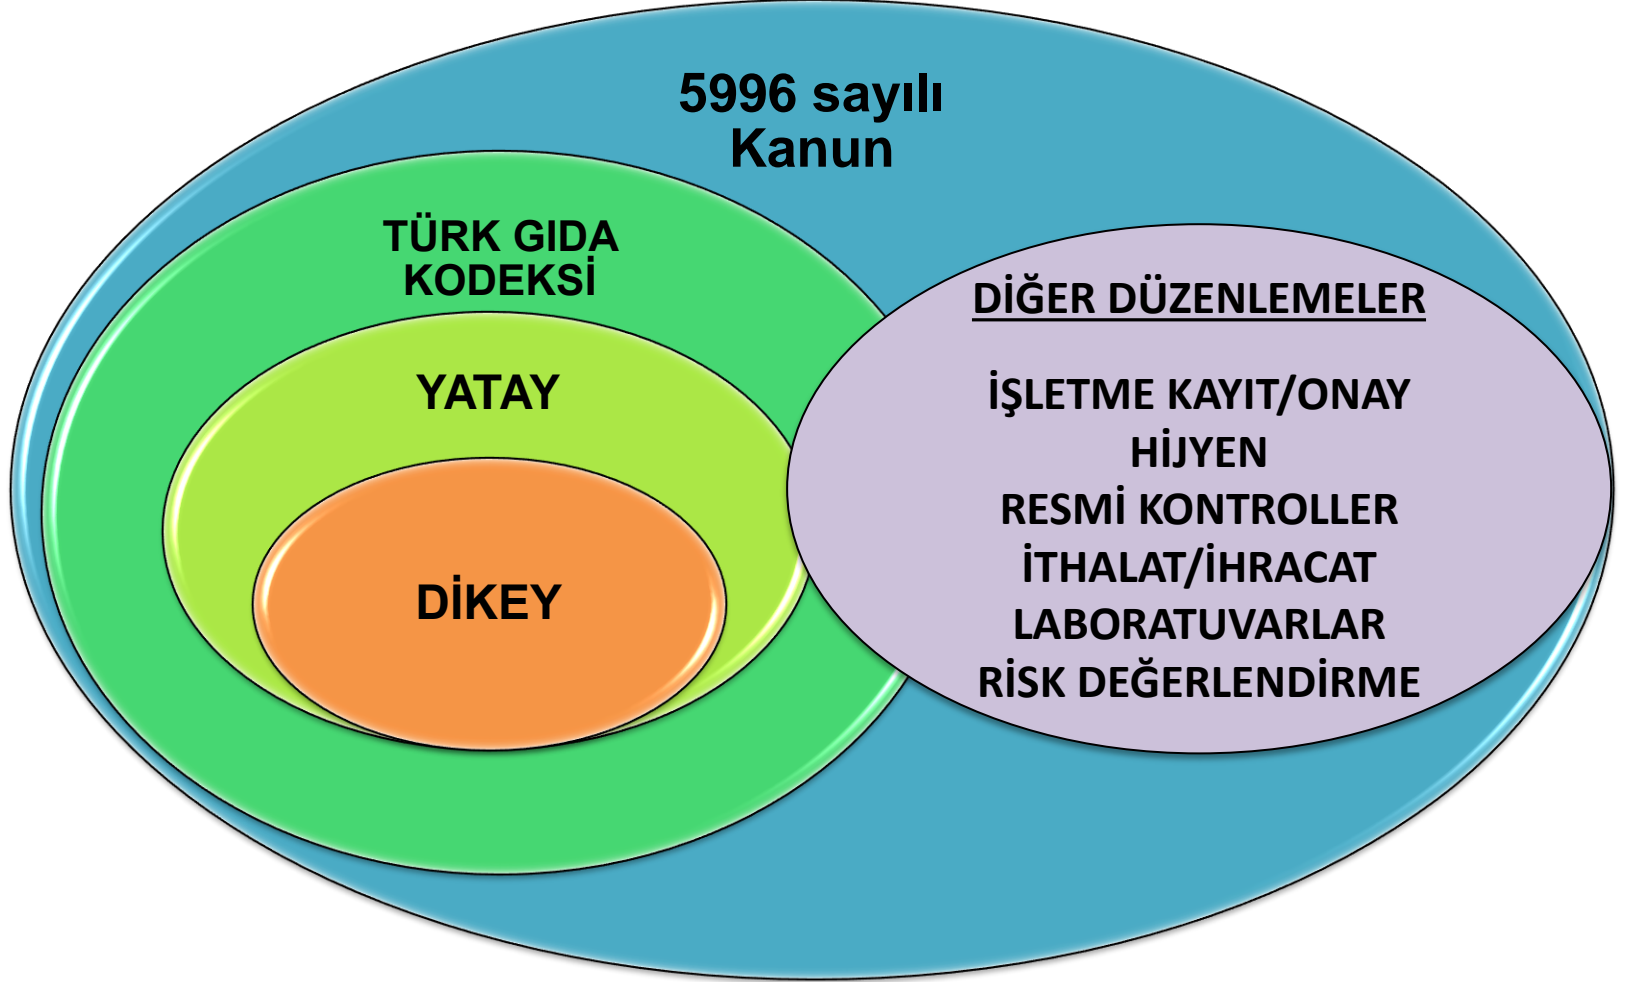 5996 sayılı
Kanun
TÜRK GIDA
KODEKSİ
YATAY
DİKEY
DİĞER DÜZENLEMELER
İŞLETME KAYIT/ONAY
HİJYEN
RESMİ KONTROLLER
İTHALAT/İHRACAT
LABORATUVARLAR
RİSK DEĞERLENDİRME